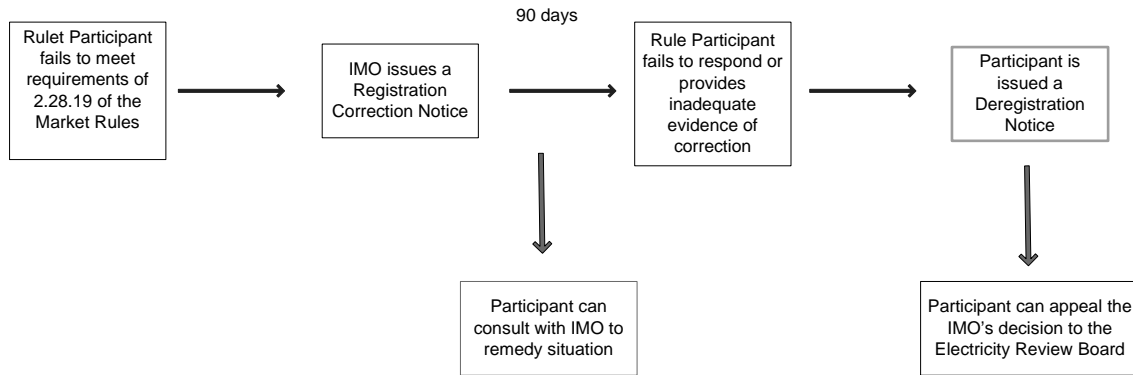 90 days
Rulet Participant
fails to meet
requirements of
2.28.19 of the
Market Rules
IMO issues a
Registration
Correction Notice
Rule Participant
fails to respond or
provides
inadequate
evidence of
correction
Participant is
issued a
Deregistration
Notice
Participant can
consult with IMO to
remedy situation
Participant can appeal the
IMO's decision to the
Electricity Review Board